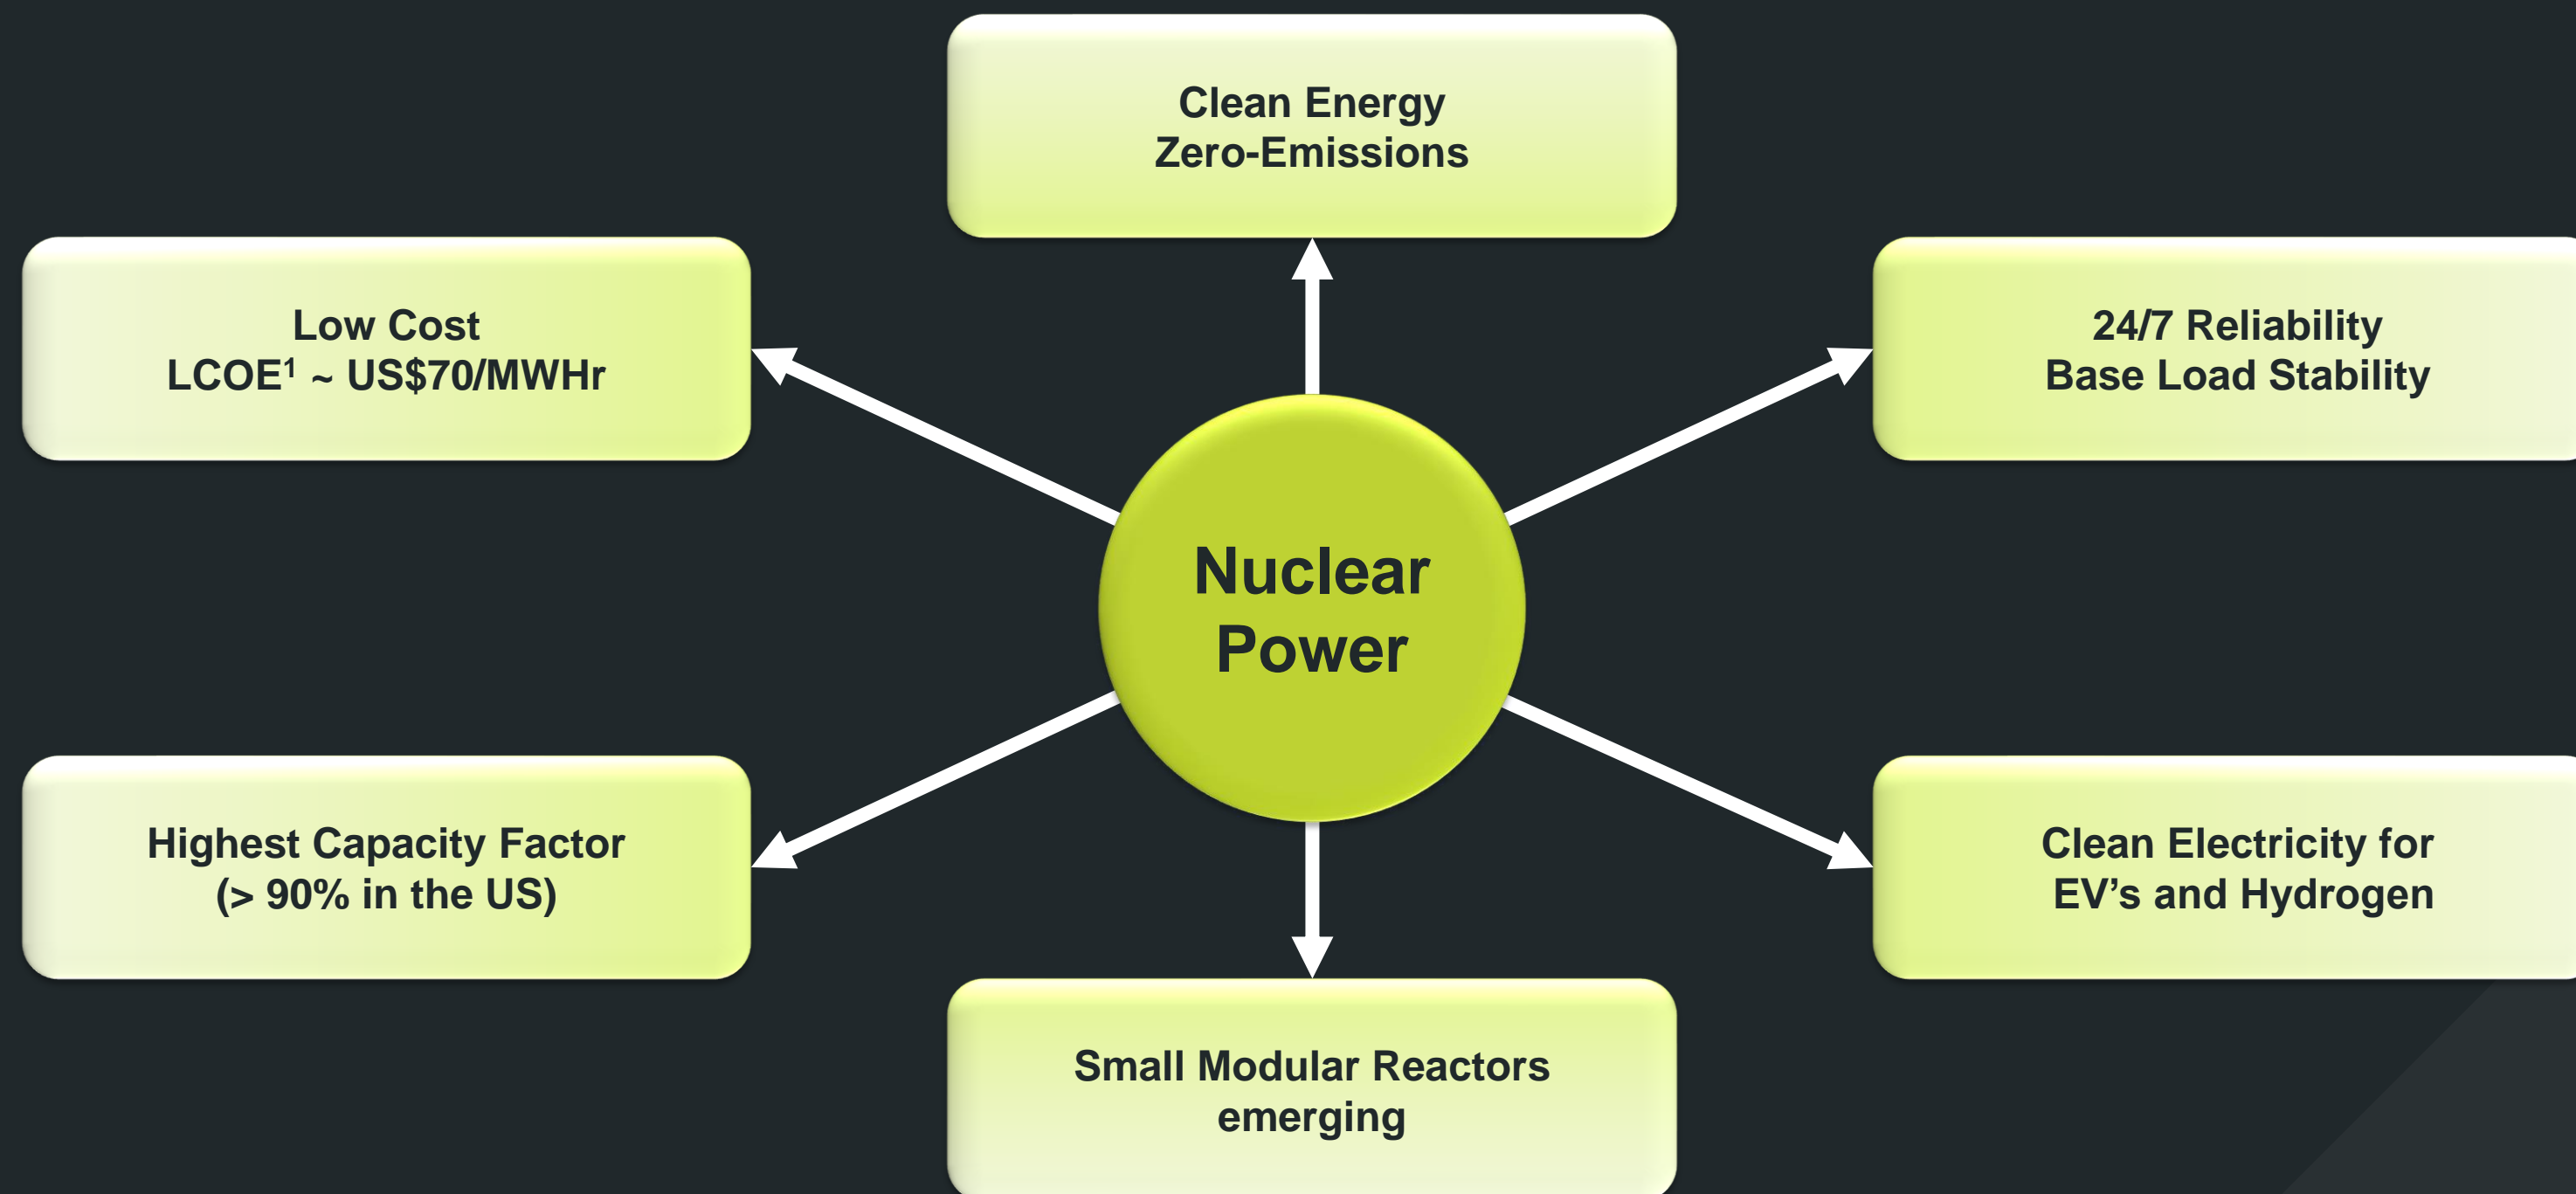 Clean Energy
Zero-Emissions
Low Cost
LCOE¹ ~ US$70/MWHr
24/7 Reliability
Base Load Stability
Nuclear
Power
Highest Capacity Factor
(> 90% in the US)
Clean Electricity for
EV’s and Hydrogen
Small Modular Reactors
emerging